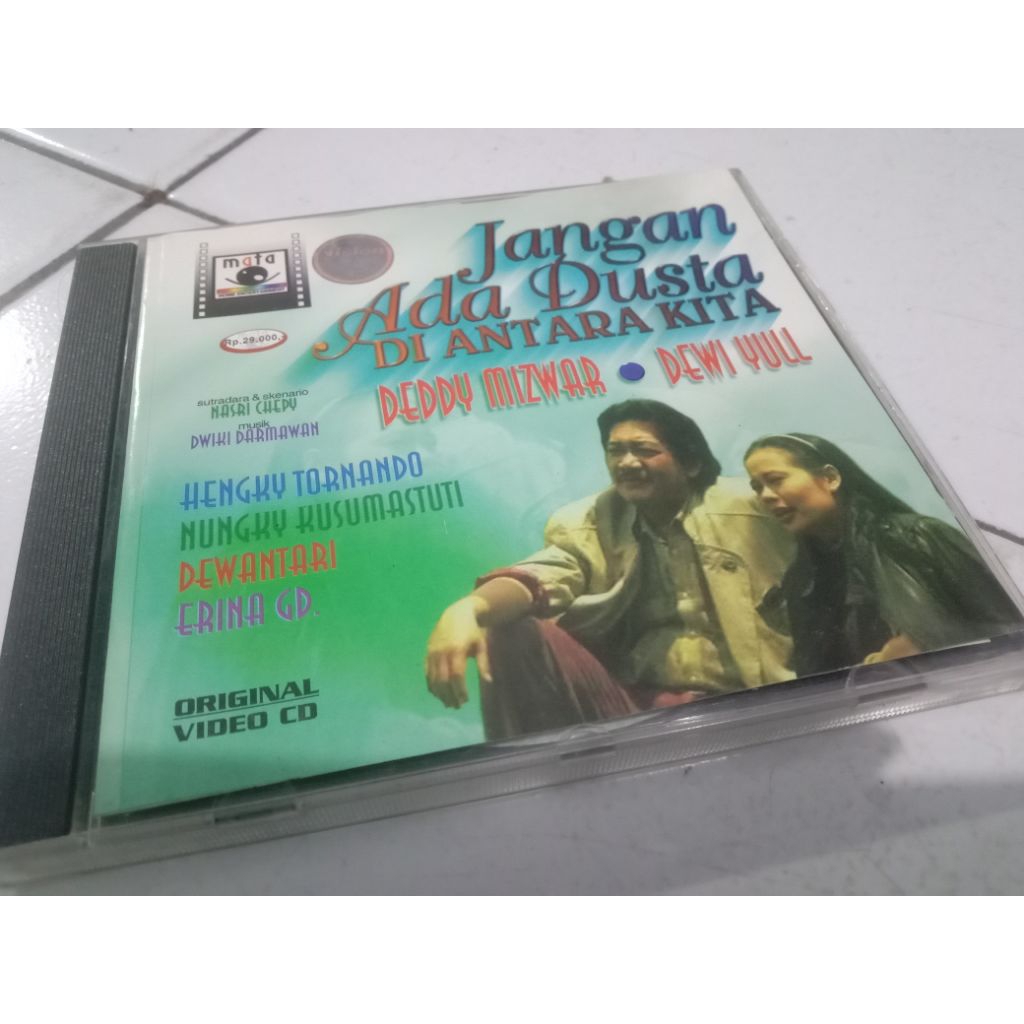 mata
Rp.29.000,-
Jangan
Ada Dusta
DI ANTARA KITA
DEDDY MIZWAR • DEWI YULL
sutradara & skenario
NASRI CHEPY
musik
DWIKI DARMAWAN
HENGKY TORNANDO
NUNGKY KUSUMASTUTI
DEWANTARI
ERINA GD.
ORIGINAL
VIDEO CD